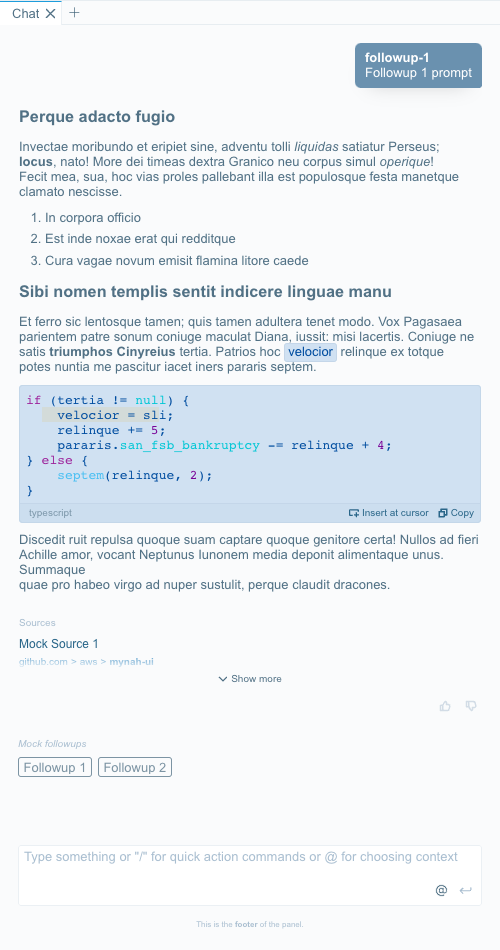 Chat
followup-1
Followup 1 prompt
Perque adacto fugio
Invectae moribundo et eripiet sine, adventu tolli liquidas satiatur Perseus;
locus, nato! More dei timeas dextra Granico neu corpus simul operique!
Fecit mea, sua, hoc vias proles pallebant illa est populosque festa manetque
clamato nescisse.
1. In corpora officio
2. Est inde noxae erat qui redditque
3. Cura vagae novum emisit flamina litore caede
Sibi nomen templis sentit indicere linguae manu
Et ferro sic lentosque tamen; quis tamen adultera tenet modo. Vox Pagasaea
parientem patre sonum coniuge maculat Diana, iussit: misi lacertis. Coniuge ne
satis triumphos Cinyreius tertia. Patrios hoc velocior relinque ex totque
potes nuntia me pascitur iacet iners pararis septem.
if (tertia != null) {
velocior = sli;
relinque += 5;
pararis.san_fsb_bankruptcy -= relinque + 4;
} else {
septem(relinque, 2);
}
typescript Insert at cursor Copy
Discedit ruit repulsa quoque suam captare quoque genitore certa! Nullos ad fieri
Achille amor, vocant Neptunus Iunonem media deponit alimentaque unus.
Summaque
quae pro habeo virgo ad nuper sustulit, perque claudit dracones.
Sources
Mock Source 1
github.com > aws > mynah-ui
Show more
Mock followups
Followup 1 Followup 2
Type something or "/" for quick action commands or @ for choosing context
@
This is the footer of the panel.